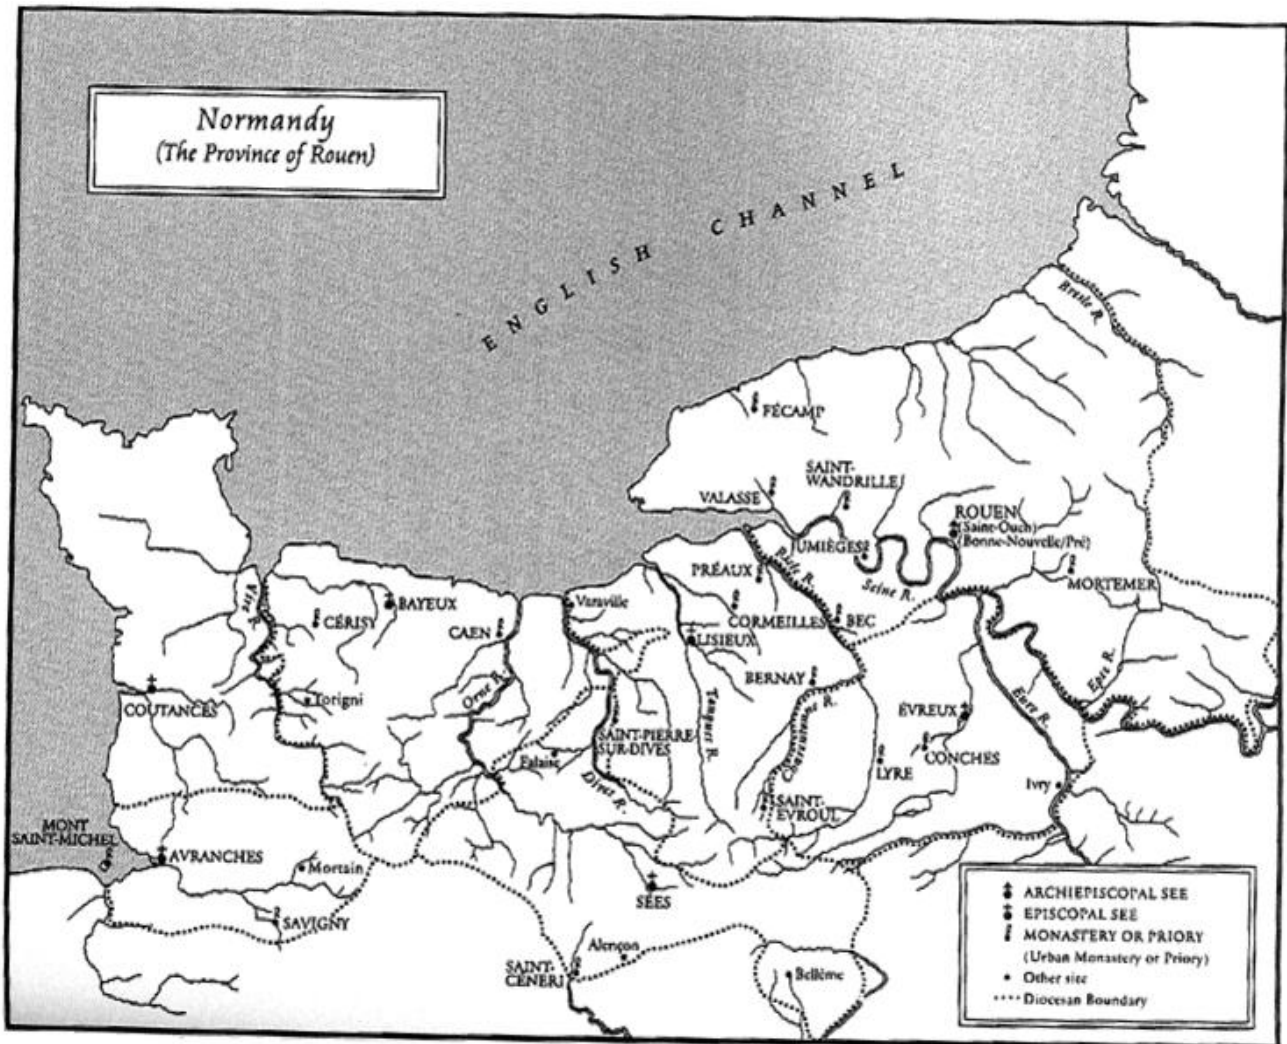 Normandy
(The Province of Rouen)
ENGLISH CHANNEL
Bresle R.
FÉCAMP
SAINT-
WANDRILLE
VALASSE
ROUEN
(Saint-Ouen)
(Bonne-Nouvelle/Pré)
JUMIÈGES
Seine R.
Risle R.
PRÉAUX
MORTEMER
CORMEILLES
BEC
Vire R.
CÉRISY
BAYEUX
CAEN
Varaville
LISIEUX
BERNAY
Epte R.
COUTANCES
Torigni
Orne R.
Touques R.
Charentonne R.
ÉVREUX
Eure R.
SAINT-PIERRE-
SUR-DIVES
Falaise
Dives R.
LYRE
CONCHES
Ivry
SAINT-
EVROUL
MONT
SAINT-MICHEL
AVRANCHES
Mortain
SAVIGNY
SÉES
Alençon
SAINT-
CENERI
Bellême
ARCHIEPISCOPAL SEE
EPISCOPAL SEE
MONASTERY OR PRIORY
(Urban Monastery or Priory)
Other site
Diocesan Boundary